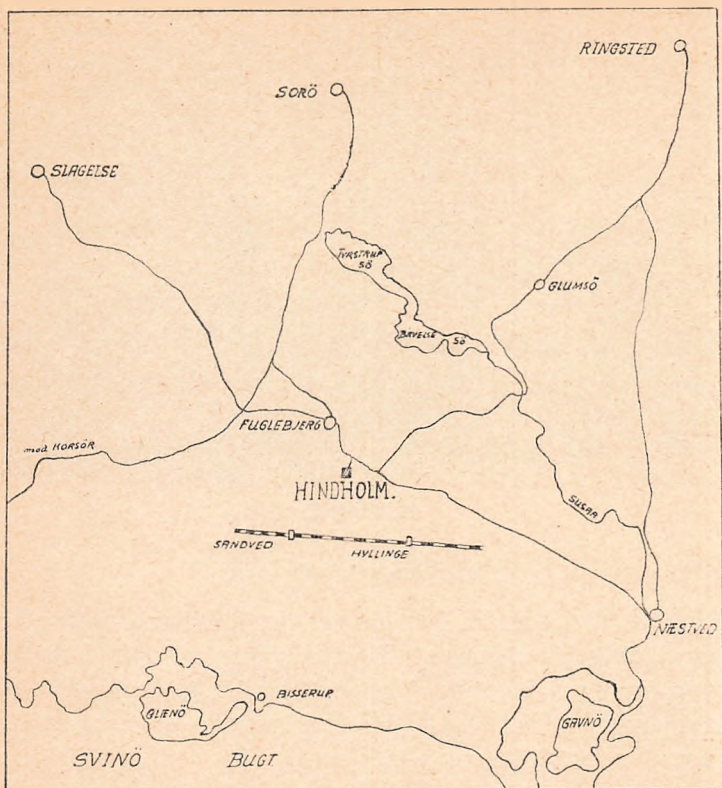 RINGSTED
SORÖ
SLAGELSE
TYRSTRUP
SÖ
GLUMSÖ
BAVELSE SÖ
FUGLEBJERG
mod KORSÖR
HINDHOLM.
SUSAA
SANDVED
HYLLINGE
NÆSTVED
BISSERUP.
GLÆNÖ
GAVNÖ
SVINÖ BUGT